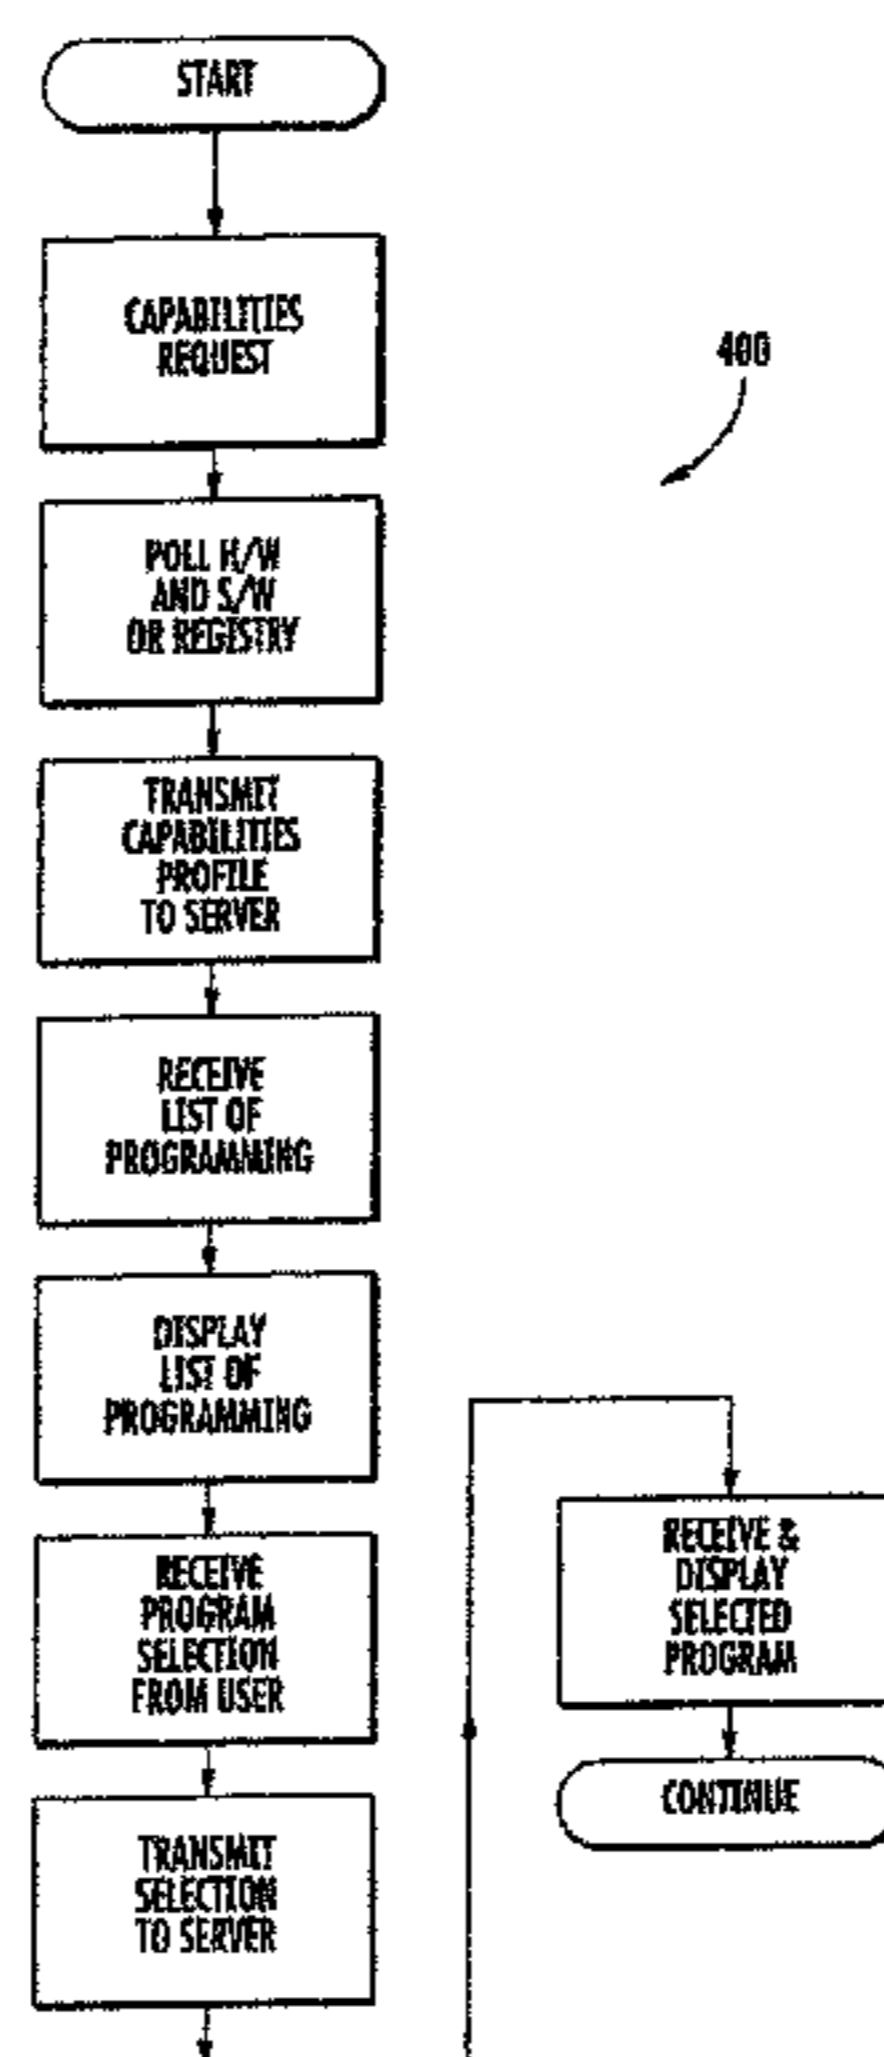 START
CAPABILITIES
REQUEST
400
POLL H/W
AND S/W
OR REGISTRY
TRANSMIT
CAPABILITIES
PROFILE
TO SERVER
RECEIVE
LIST OF
PROGRAMMING
DISPLAY
LIST OF
PROGRAMMING
RECEIVE
PROGRAM
SELECTION
FROM USER
TRANSMIT
SELECTION
TO SERVER
RECEIVE &
DISPLAY
SELECTED
PROGRAM
CONTINUE